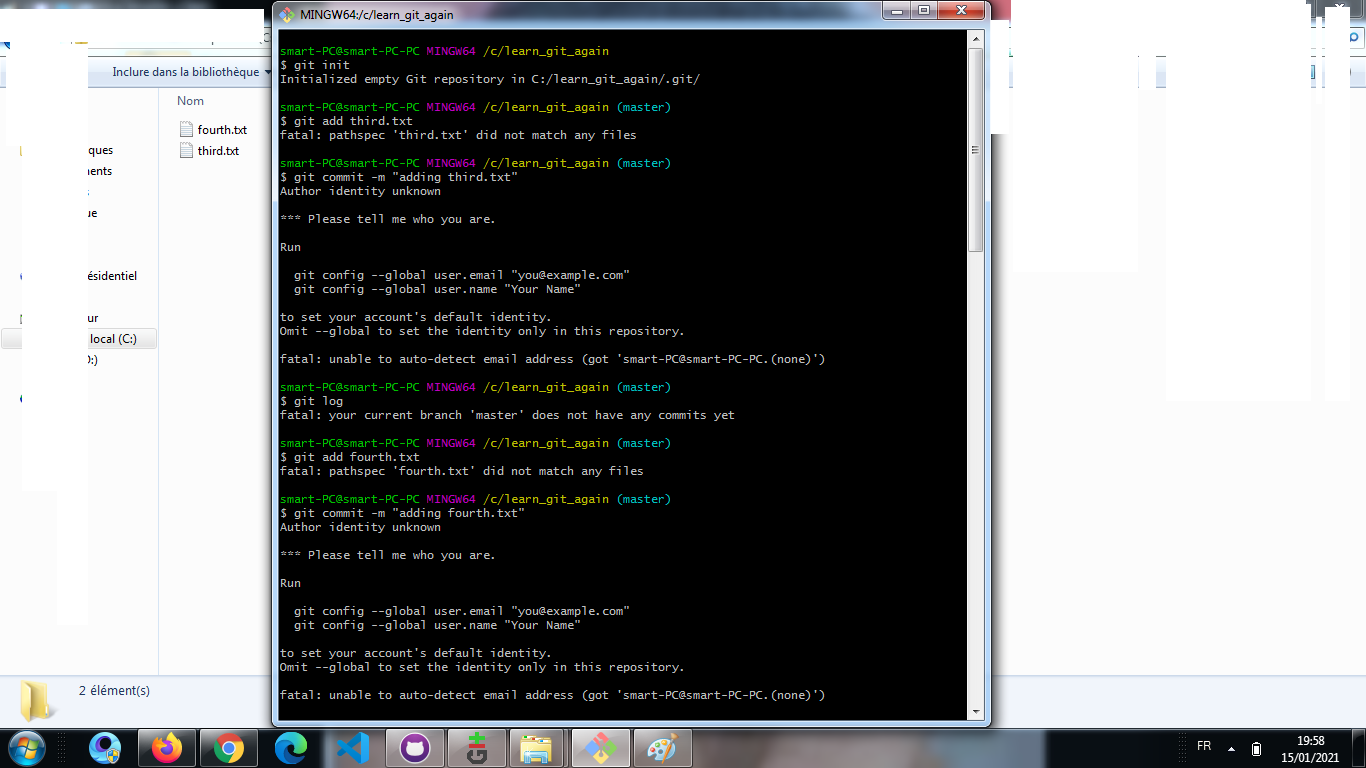 MINGW64:/c/learn_git_again
Inclure dans la bibliothèque
Nom
fourth.txt
third.txt
ques
ments
ue
ésidentiel
ur
local (C:)
:)
2 élément(s)
smart-PC@smart-PC-PC MINGW64 /c/learn_git_again
$ git init
Initialized empty Git repository in C:/learn_git_again/.git/
smart-PC@smart-PC-PC MINGW64 /c/learn_git_again (master)
$ git add third.txt
fatal: pathspec 'third.txt' did not match any files
smart-PC@smart-PC-PC MINGW64 /c/learn_git_again (master)
$ git commit -m "adding third.txt"
Author identity unknown
*** Please tell me who you are.
Run
git config --global user.email "you@example.com"
git config --global user.name "Your Name"
to set your account's default identity.
Omit --global to set the identity only in this repository.
fatal: unable to auto-detect email address (got 'smart-PC@smart-PC-PC.(none)')
smart-PC@smart-PC-PC MINGW64 /c/learn_git_again (master)
$ git log
fatal: your current branch 'master' does not have any commits yet
smart-PC@smart-PC-PC MINGW64 /c/learn_git_again (master)
$ git add fourth.txt
fatal: pathspec 'fourth.txt' did not match any files
smart-PC@smart-PC-PC MINGW64 /c/learn_git_again (master)
$ git commit -m "adding fourth.txt"
Author identity unknown
*** Please tell me who you are.
Run
git config --global user.email "you@example.com"
git config --global user.name "Your Name"
to set your account's default identity.
Omit --global to set the identity only in this repository.
fatal: unable to auto-detect email address (got 'smart-PC@smart-PC-PC.(none)')
FR
19:58
15/01/2021